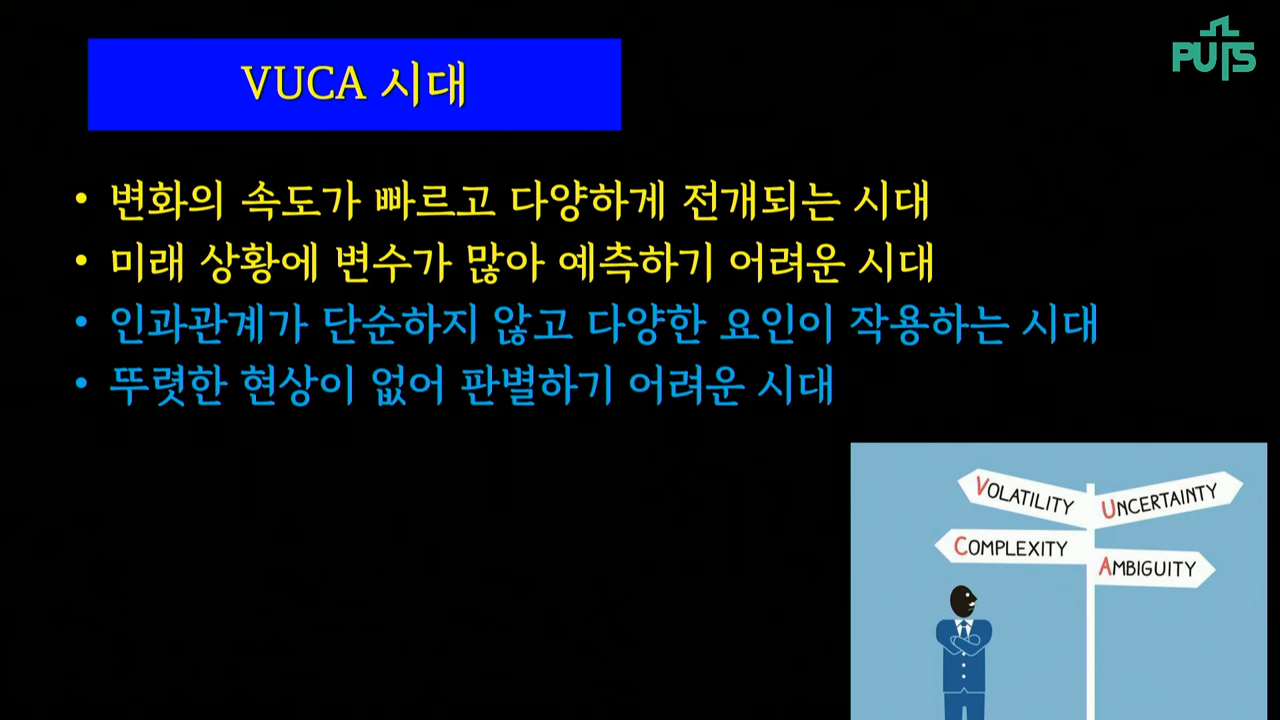 PUTS
VUCA 시대
• 변화의 속도가 빠르고 다양하게 전개되는 시대
• 미래 상황에 변수가 많아 예측하기 어려운 시대
• 인과관계가 단순하지 않고 다양한 요인이 작용하는 시대
• 뚜렷한 현상이 없어 판별하기 어려운 시대
VOLATILITY
UNCERTAINTY
COMPLEXITY
AMBIGUITY